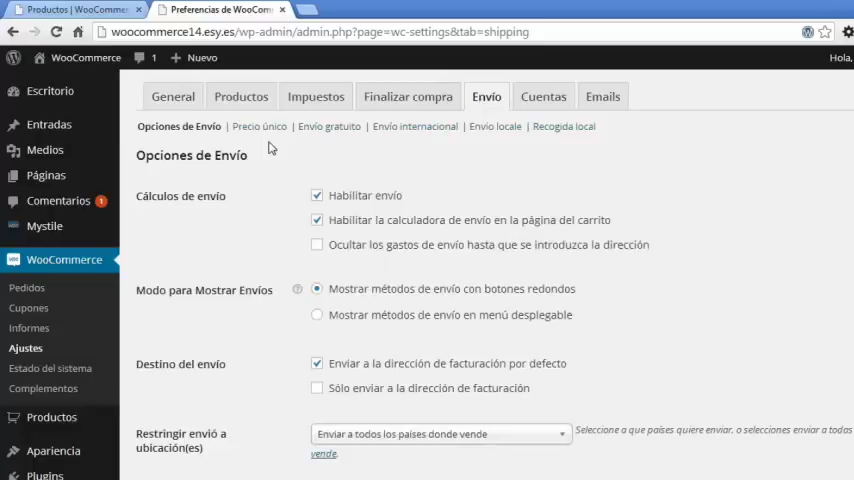 Productos | WooCommerc
Preferencias de WooCom
woocommerce14.esy.es/wp-admin/admin.php?page=wc-settings&tab=shipping
WooCommerce 1 + Nuevo Hola,
Escritorio
Entradas
Medios
Páginas
Comentarios 1
Mystile
WooCommerce
Pedidos
Cupones
Informes
Ajustes
Estado del sistema
Complementos
Productos
Apariencia
Plugins
General Productos Impuestos Finalizar compra Envío Cuentas Emails
Opciones de Envío | Precio único | Envío gratuito | Envío internacional | Envio locale | Recogida local
Opciones de Envío
Cálculos de envío
Habilitar envío
Habilitar la calculadora de envío en la página del carrito
Ocultar los gastos de envío hasta que se introduzca la dirección
Modo para Mostrar Envíos ?
Mostrar métodos de envío con botones redondos
Mostrar métodos de envío en menú desplegable
Destino del envío
Enviar a la dirección de facturación por defecto
Sólo enviar a la dirección de facturación
Restringir envió a
ubicación(es)
Enviar a todos los países donde vende
Seleccione a que países quiere enviar, o selecciones enviar a todas
vende.